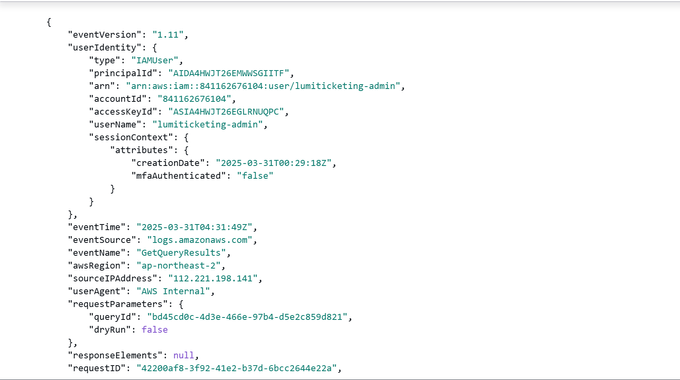 {
"eventVersion": "1.11",
"userIdentity": {
"type": "IAMUser",
"principalId": "AIDA4HWJT26EMWWSGIITF",
"arn": "arn:aws:iam::841162676104:user/lumiticketing-admin",
"accountId": "841162676104",
"accessKeyId": "ASIA4HWJT26EGLRNUQPC",
"userName": "lumiticketing-admin",
"sessionContext": {
"attributes": {
"creationDate": "2025-03-31T00:29:18Z",
"mfaAuthenticated": "false"
}
}
},
"eventTime": "2025-03-31T04:31:49Z",
"eventSource": "logs.amazonaws.com",
"eventName": "GetQueryResults",
"awsRegion": "ap-northeast-2",
"sourceIPAddress": "112.221.198.141",
"userAgent": "AWS Internal",
"requestParameters": {
"queryId": "bd45cd0c-4d3e-466e-97b4-d5e2c859d821",
"dryRun": false
},
"responseElements": null,
"requestID": "42200af8-3f92-41e2-b37d-6bcc2644e22a",